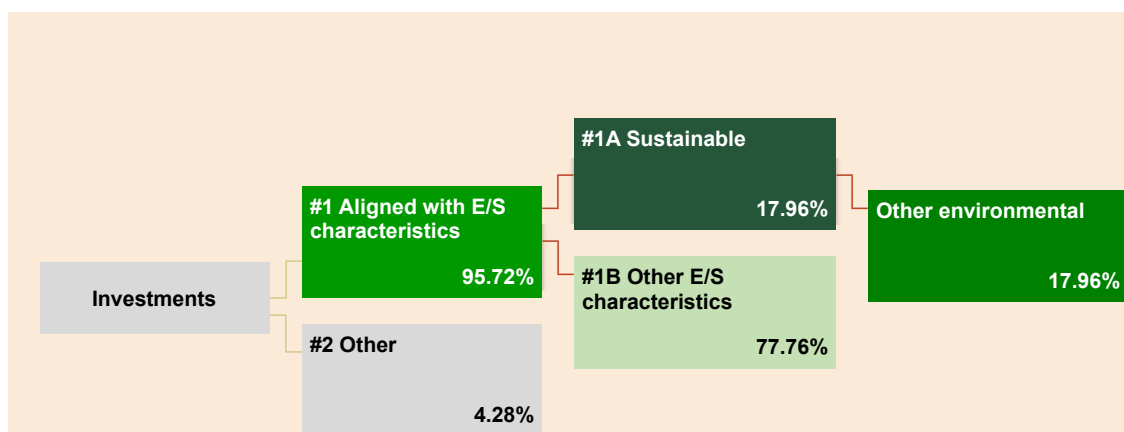 #1A Sustainable
17.96%
#1 Aligned with E/S
characteristics
95.72%
Other environmental
17.96%
Investments
#1B Other E/S
characteristics
77.76%
#2 Other
4.28%